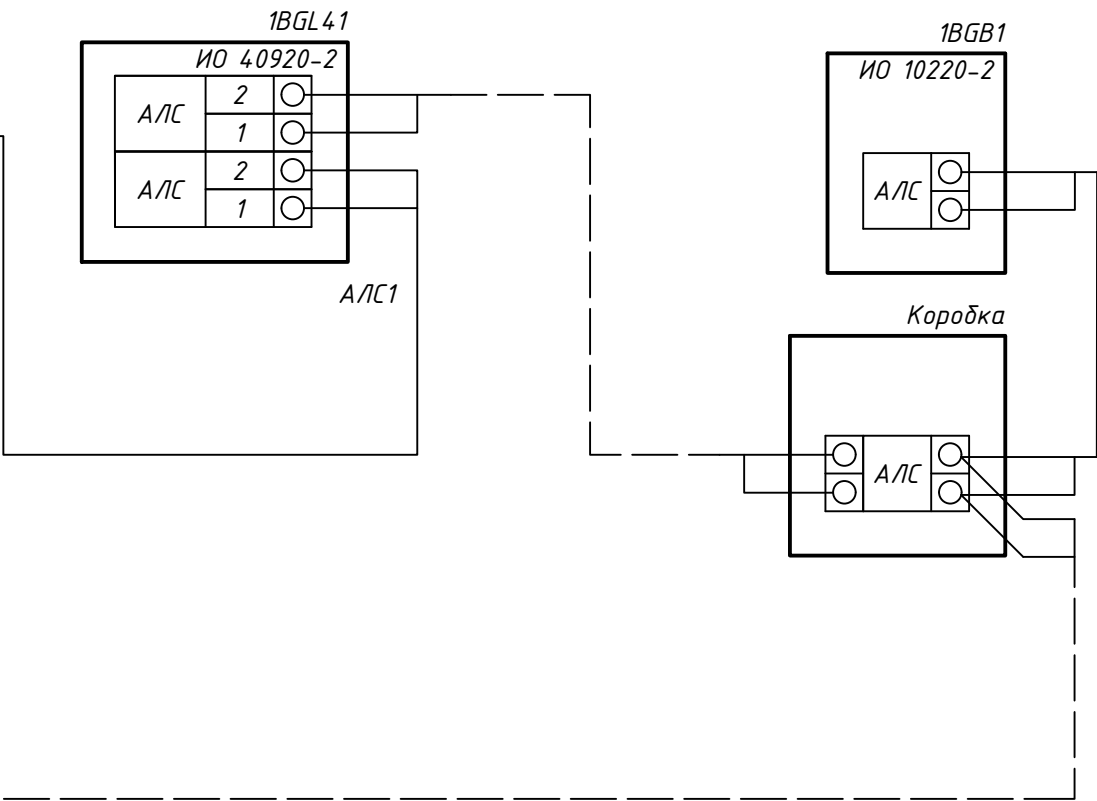 1BGL41
ИО 40920-2
АЛС
2
1
АЛС
2
1
АЛС1
1BGB1
ИО 10220-2
АЛС
Коробка
АЛС